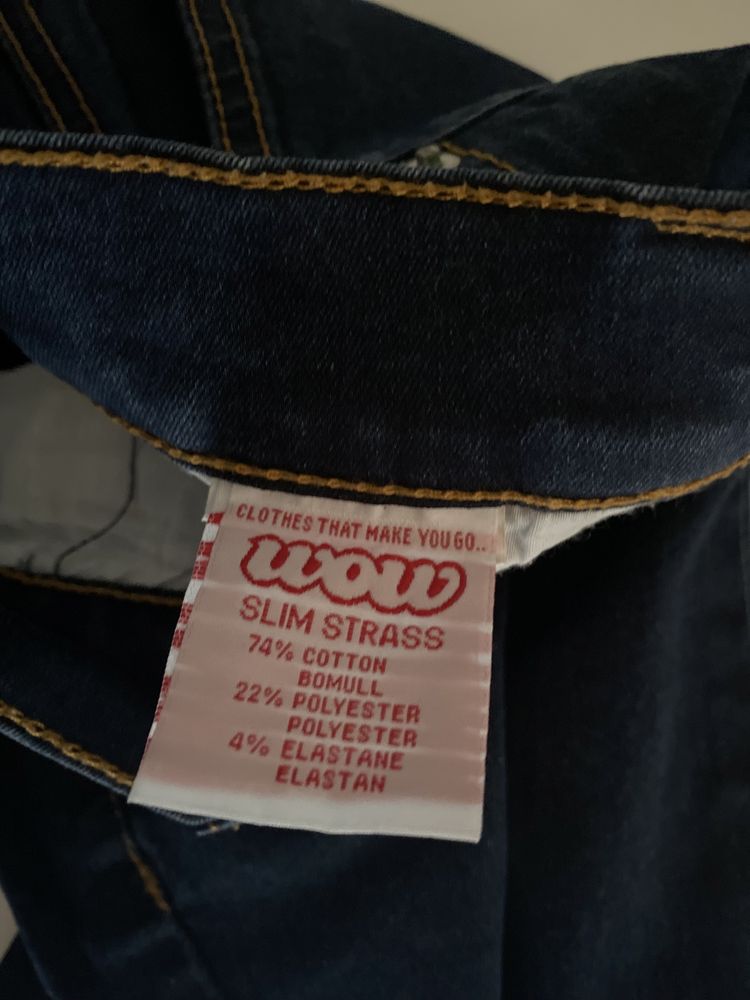 CLOTHES THAT MAKE YOU GO..
WOW
SLIM STRASS
74% COTTON
BOMULL
22% POLYESTER
POLYESTER
4% ELASTANE
ELASTAN